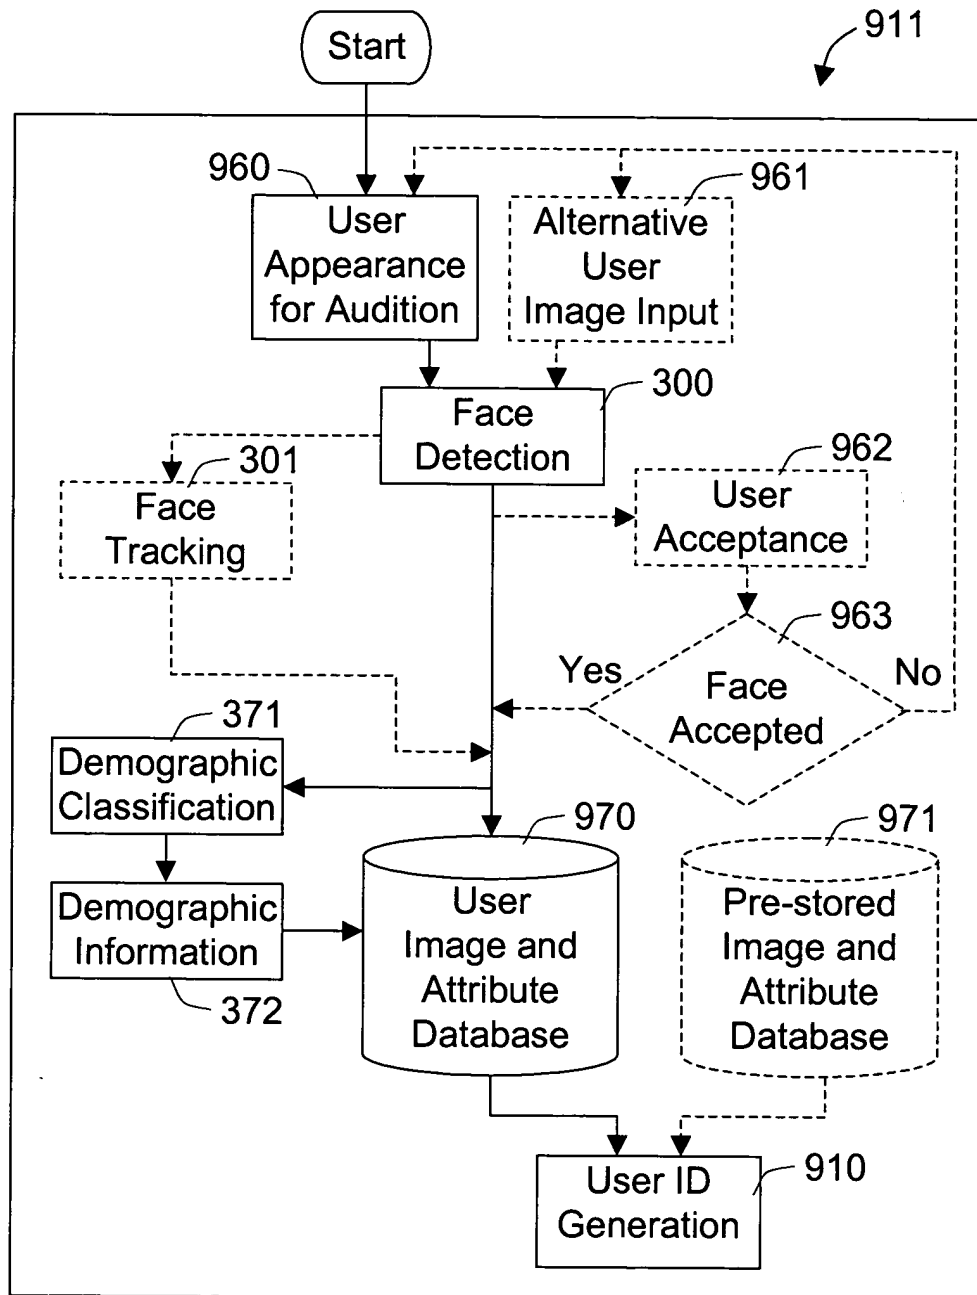 Start
911
960
User
Appearance
for Audition
961
Alternative
User
Image Input
300
Face
Detection
301
Face
Tracking
962
User
Acceptance
963
Yes
No
Face
Accepted
371
Demographic
Classification
970
971
Demographic
Information
372
User
Image and
Attribute
Database
Pre-stored
Image and
Attribute
Database
910
User ID
Generation